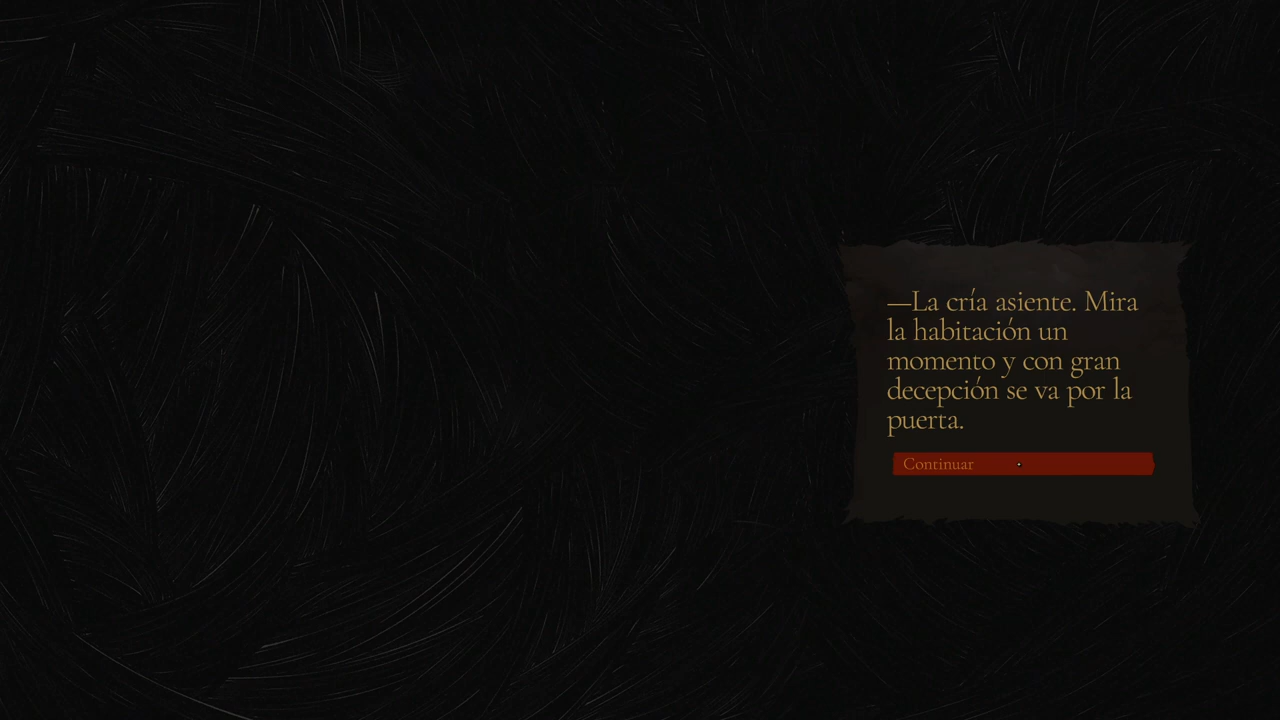 —La cría asiente. Mira
la habitación un
momento y con gran
decepción se va por la
puerta.
Continuar